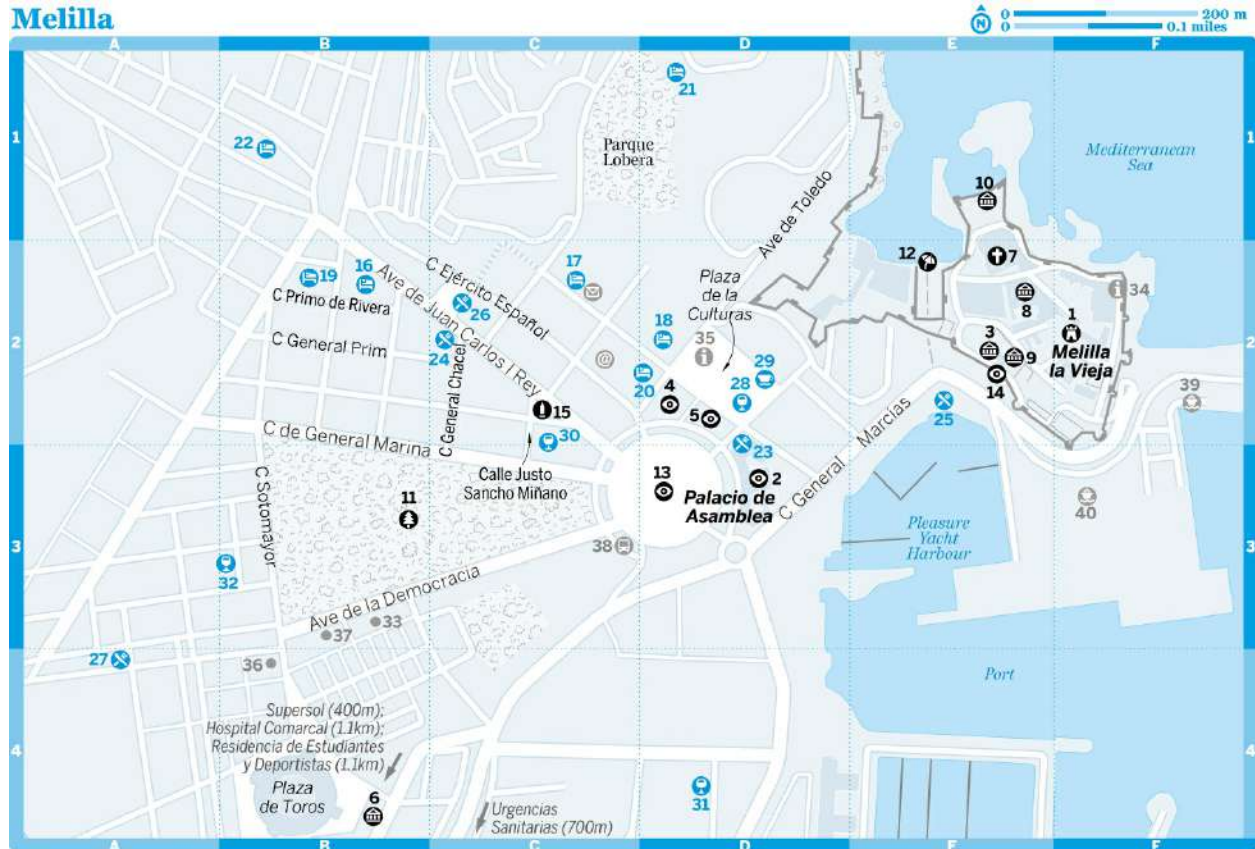 Melilla
N
0 200 m
0 0.1 miles
A B C D E F
1
2
3
4
1
2
3
4
A B C D E F
21
22
Parque
Lobera
Mediterranean
Sea
10
Ave de Toledo
12
7
17
19
16
C Ejército Español
Plaza
de la
Culturas
34
8
C Primo de Rivera
Ave de Juan Carlos I Rey
26
18
35
1
Melilla
la Vieja
3
9
C General Prim
24
C General Chacel
@
20
29
28
14
39
4
5
25
15
30
23
C de General Marina
C General Marcías
Calle Justo
Sancho Miñano
13
2
Palacio de
Asamblea
11
C Sotomayor
40
Pleasure
Yacht
Harbour
38
32
Ave de la Democracia
33
37
27
36
Port
Supersol (400m);
Hospital Comarcal (1.1km);
Residencia de Estudiantes
y Deportistas (1.1km)
Plaza
de Toros
6
31
Urgencias
Sanitarias (700m)